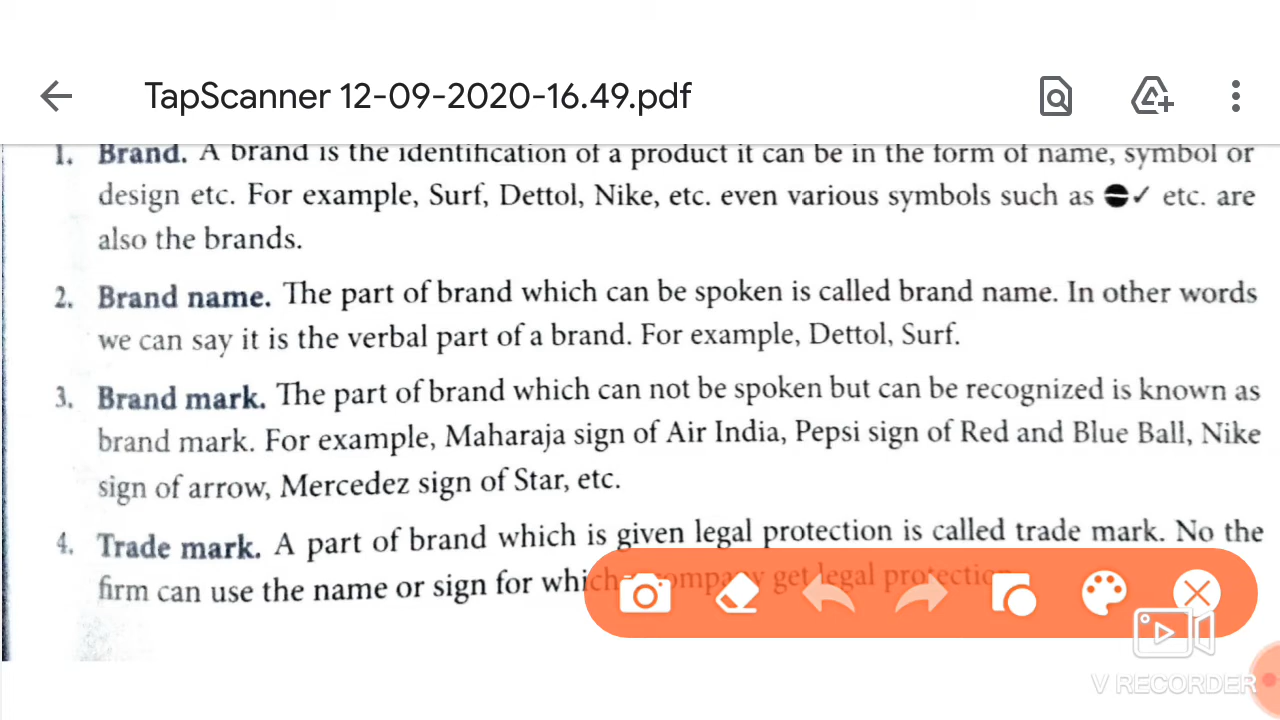 TapScanner 12-09-2020-16.49.pdf
1. Brand. A brand is the identification of a product it can be in the form of name, symbol or
design etc. For example, Surf, Dettol, Nike, etc. even various symbols such as ✓ etc. are
also the brands.
2. Brand name. The part of brand which can be spoken is called brand name. In other words
we can say it is the verbal part of a brand. For example, Dettol, Surf.
3. Brand mark. The part of brand which can not be spoken but can be recognized is known as
brand mark. For example, Maharaja sign of Air India, Pepsi sign of Red and Blue Ball, Nike
sign of arrow, Mercedez sign of Star, etc.
4. Trade mark. A part of brand which is given legal protection is called trade mark. No the
firm can use the name or sign for which company get legal protection
V RECORDER